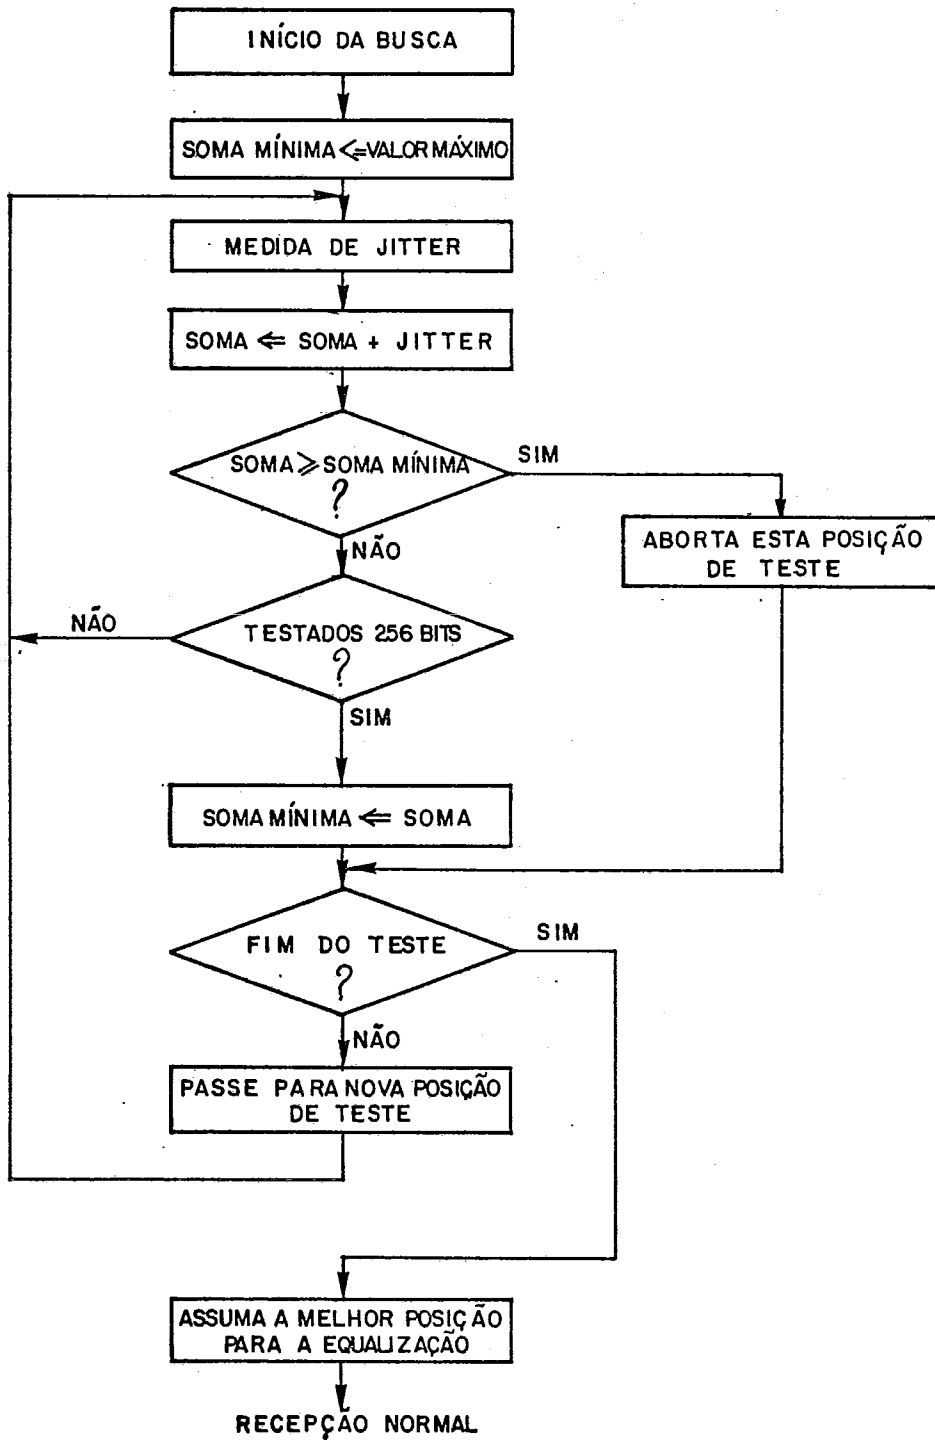 INÍCIO DA BUSCA
SOMA MÍNIMA ⇐ VALOR MÁXIMO
MEDIDA DE JITTER
SOMA ⇐ SOMA + JITTER
SOMA ⩾ SOMA MÍNIMA
?
SIM
ABORTA ESTA POSIÇÃO
DE TESTE
NÃO
TESTADOS 256 BITS
?
NÃO
SIM
SOMA MÍNIMA ⇐ SOMA
FIM DO TESTE
?
SIM
NÃO
PASSE PARA NOVA POSIÇÃO
DE TESTE
ASSUMA A MELHOR POSIÇÃO
PARA A EQUALIZAÇÃO
RECEPÇÃO NORMAL